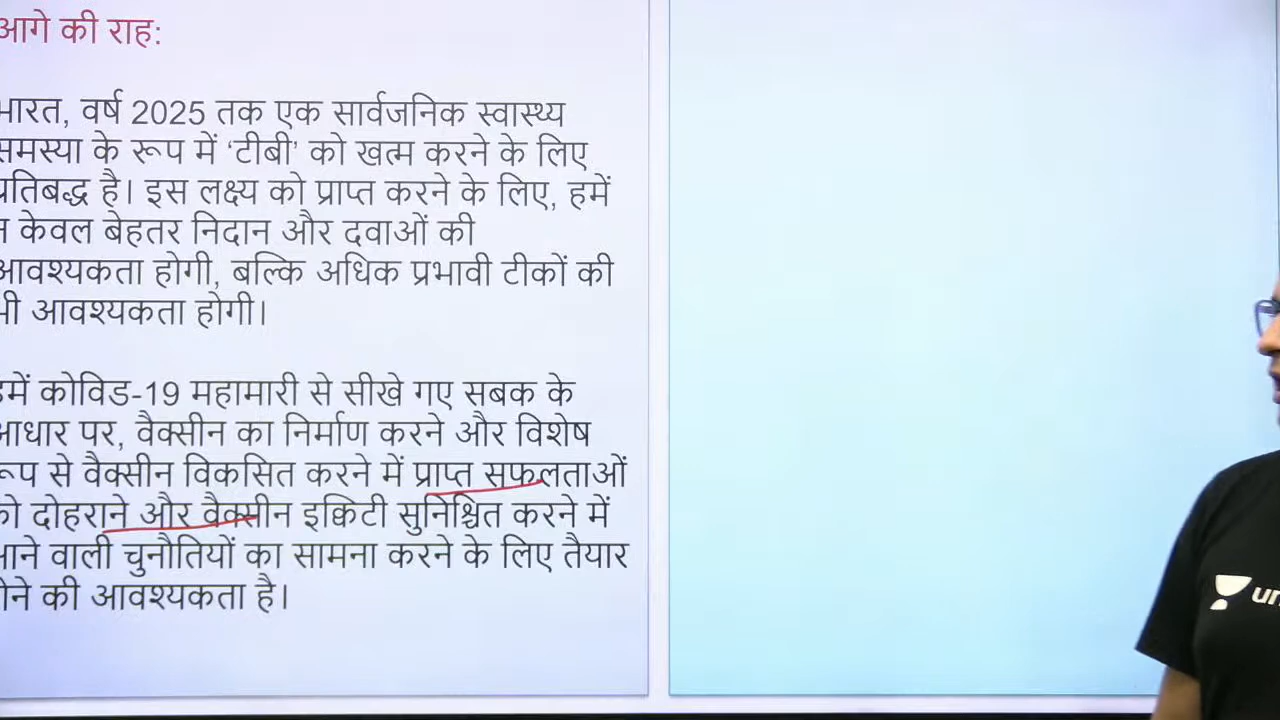 आगे की राह:
भारत, वर्ष 2025 तक एक सार्वजनिक स्वास्थ्य
समस्या के रूप में ‘टीबी’ को खत्म करने के लिए
प्रतिबद्ध है। इस लक्ष्य को प्राप्त करने के लिए, हमें
न केवल बेहतर निदान और दवाओं की
आवश्यकता होगी, बल्कि अधिक प्रभावी टीकों की
भी आवश्यकता होगी।
हमें कोविड-19 महामारी से सीखे गए सबक के
आधार पर, वैक्सीन का निर्माण करने और विशेष
रूप से वैक्सीन विकसित करने में प्राप्त सफलताओं
को दोहराने और वैक्सीन इक्विटी सुनिश्चित करने में
आने वाली चुनौतियों का सामना करने के लिए तैयार
होने की आवश्यकता है।
un